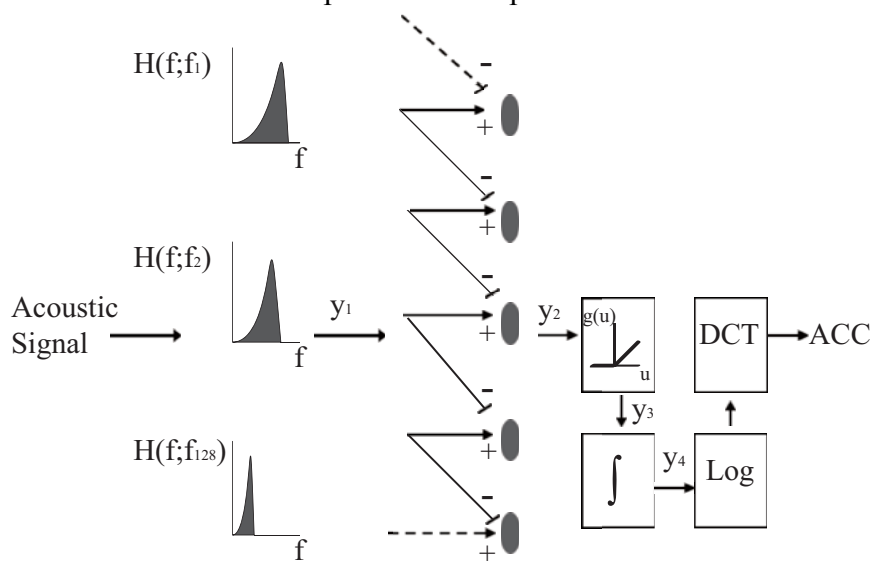 H(f;f₁)
f
−
+
−
+
H(f;f₂)
f
Acoustic
Signal
y₁
−
+
y₂
g(u)
u
DCT
ACC
y₃
−
+
H(f;f₁₂₈)
f
∫
y₄
Log
−
+